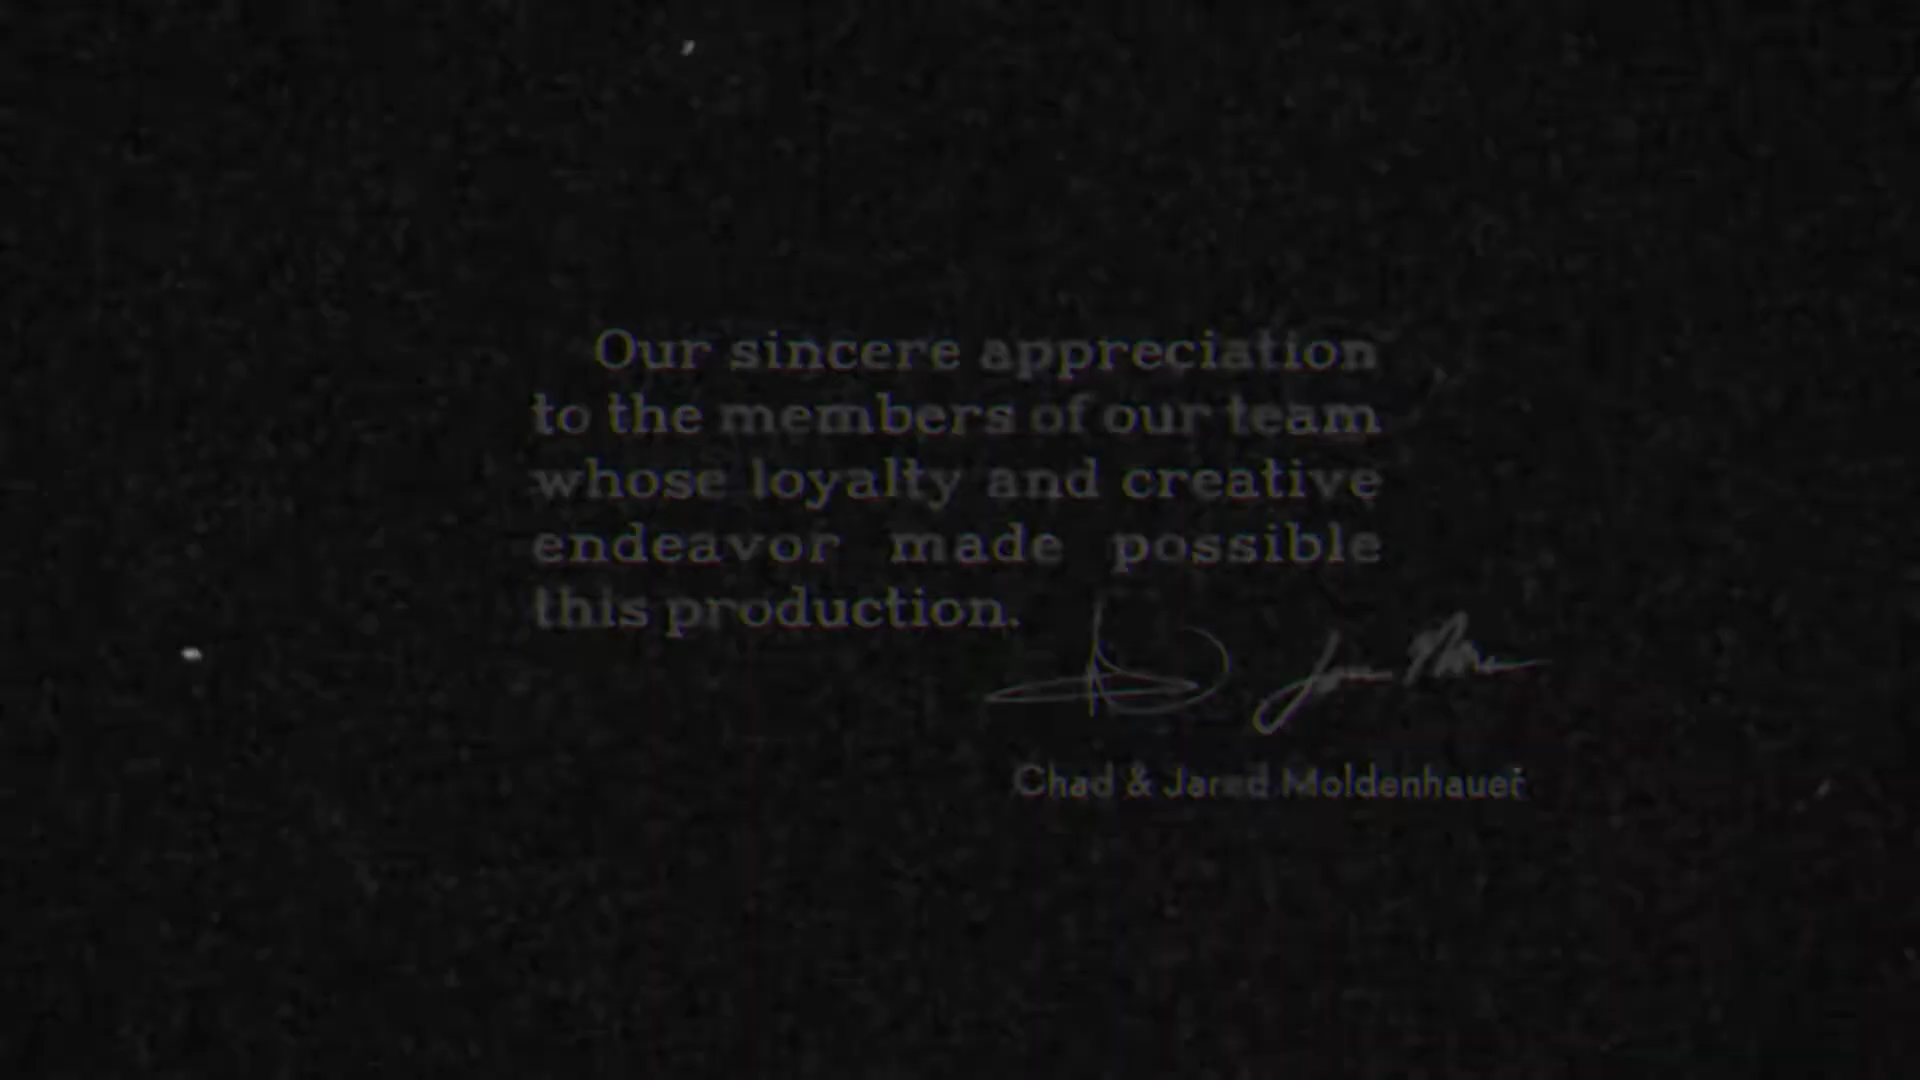 Our sincere appreciation
to the members of our team
whose loyalty and creative
endeavor made possible
this production.
Chad & Jared Moldenhauer